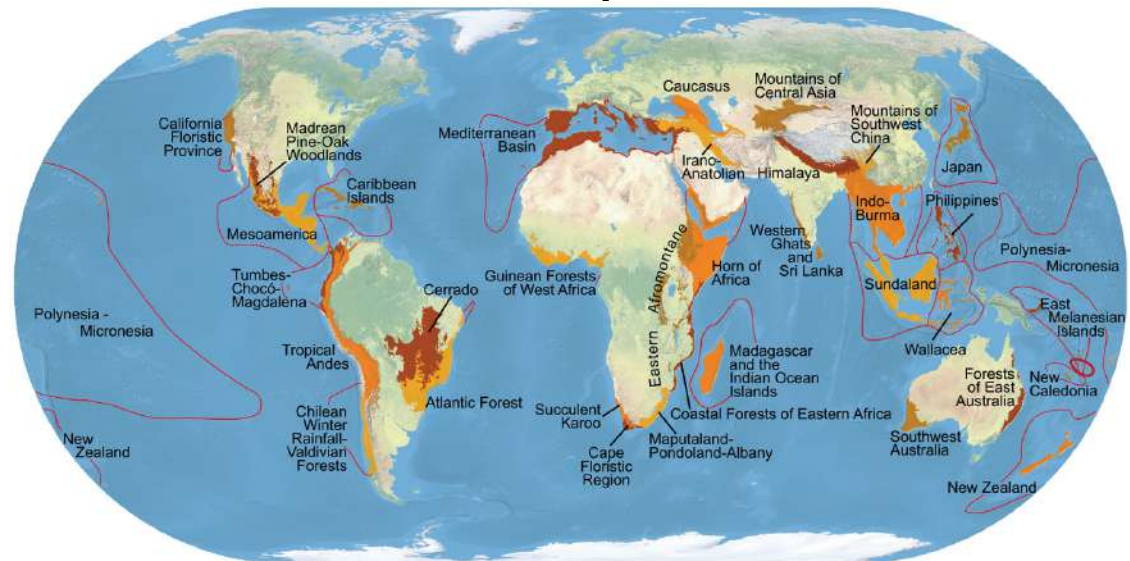 California
Floristic
Province
Madrean
Pine-Oak
Woodlands
Caribbean
Islands
Mesoamerica
Tumbes-
Chocó-
Magdalena
Polynesia -
Micronesia
New
Zealand
Tropical
Andes
Chilean
Winter
Rainfall-
Valdivian
Forests
Cerrado
Atlantic Forest
Mediterranean
Basin
Caucasus
Irano-
Anatolian
Mountains of
Central Asia
Mountains of
Southwest
China
Himalaya
Japan
Indo-
Burma
Philippines
Western
Ghats
and
Sri Lanka
Guinean Forests
of West Africa
Eastern Afromontane
Horn of
Africa
Madagascar
and the
Indian Ocean
Islands
Coastal Forests of Eastern Africa
Succulent
Karoo
Cape
Floristic
Region
Maputaland-
Pondoland-Albany
Sundaland
Wallacea
Polynesia-
Micronesia
East
Melanesian
Islands
Forests
of East
Australia
New
Caledonia
Southwest
Australia
New Zealand